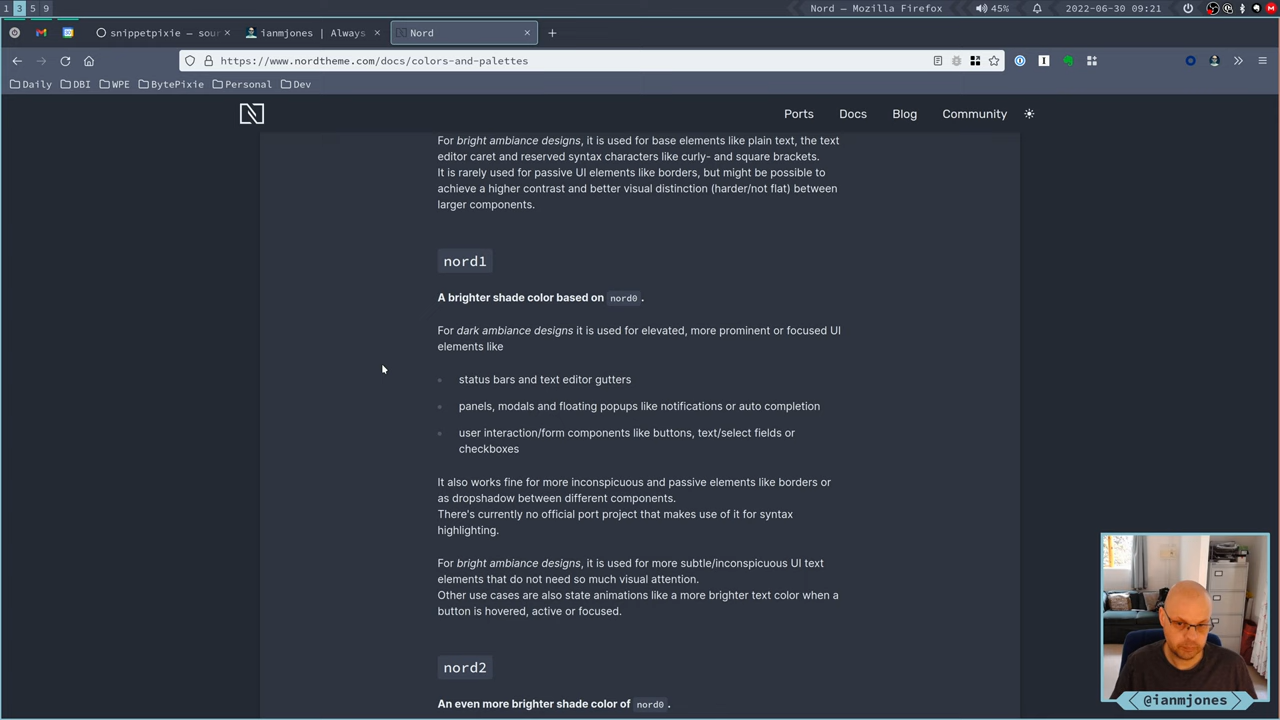 1 3 5 9
Nord — Mozilla Firefox
45%
2022-06-30 09:21
snippetpixie — sour
ianmjones | Always
Nord
https://www.nordtheme.com/docs/colors-and-palettes
Daily DBI WPE BytePixie Personal Dev
Ports Docs Blog Community
For bright ambiance designs, it is used for base elements like plain text, the text
editor caret and reserved syntax characters like curly- and square brackets.
It is rarely used for passive UI elements like borders, but might be possible to
achieve a higher contrast and better visual distinction (harder/not flat) between
larger components.
nord1
A brighter shade color based on nord0.
For dark ambiance designs it is used for elevated, more prominent or focused UI
elements like
status bars and text editor gutters
panels, modals and floating popups like notifications or auto completion
user interaction/form components like buttons, text/select fields or
checkboxes
It also works fine for more inconspicuous and passive elements like borders or
as dropshadow between different components.
There's currently no official port project that makes use of it for syntax
highlighting.
For bright ambiance designs, it is used for more subtle/inconspicuous UI text
elements that do not need so much visual attention.
Other use cases are also state animations like a more brighter text color when a
button is hovered, active or focused.
nord2
An even more brighter shade color of nord0.
@ianmjones